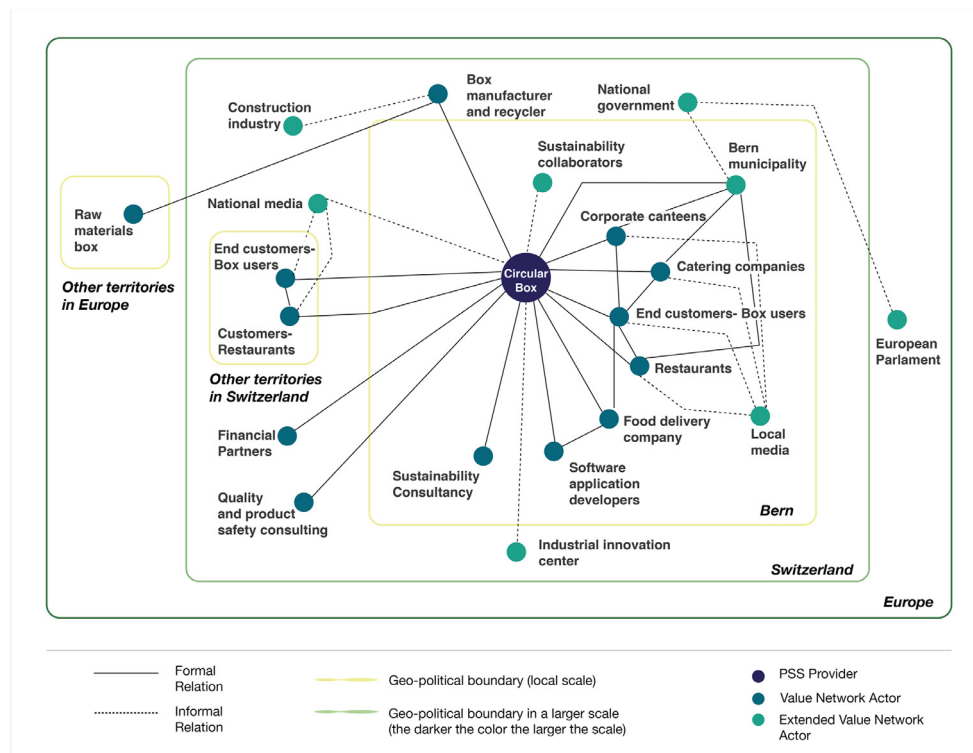 Box
manufacturer
and recycler
National
government
Construction
industry
Sustainability
collaborators
Bern
municipality
National media
Raw
materials
box
Corporate canteens
End customers-
Box users
Circular
Box
Catering companies
Other territories
in Europe
End customers- Box users
Customers-
Restaurants
European
Parlament
Restaurants
Other territories
in Switzerland
Food delivery
company
Local
media
Financial
Partners
Sustainability
Consultancy
Software
application
developers
Quality
and product
safety consulting
Bern
Industrial innovation
center
Switzerland
Europe
Formal
Relation
Informal
Relation
Geo-political boundary (local scale)
Geo-political boundary in a larger scale
(the darker the color the larger the scale)
PSS Provider
Value Network Actor
Extended Value Network
Actor